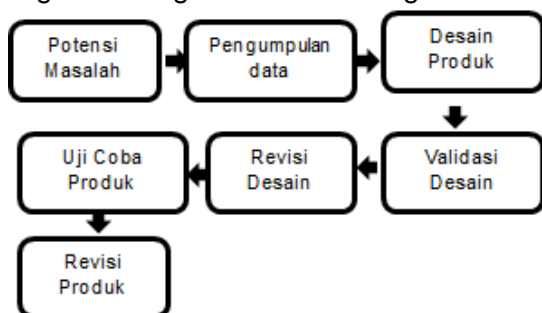 Potensi
Masalah
Pengumpulan
data
Desain
Produk
Validasi
Desain
Revisi
Desain
Uji Coba
Produk
Revisi
Produk